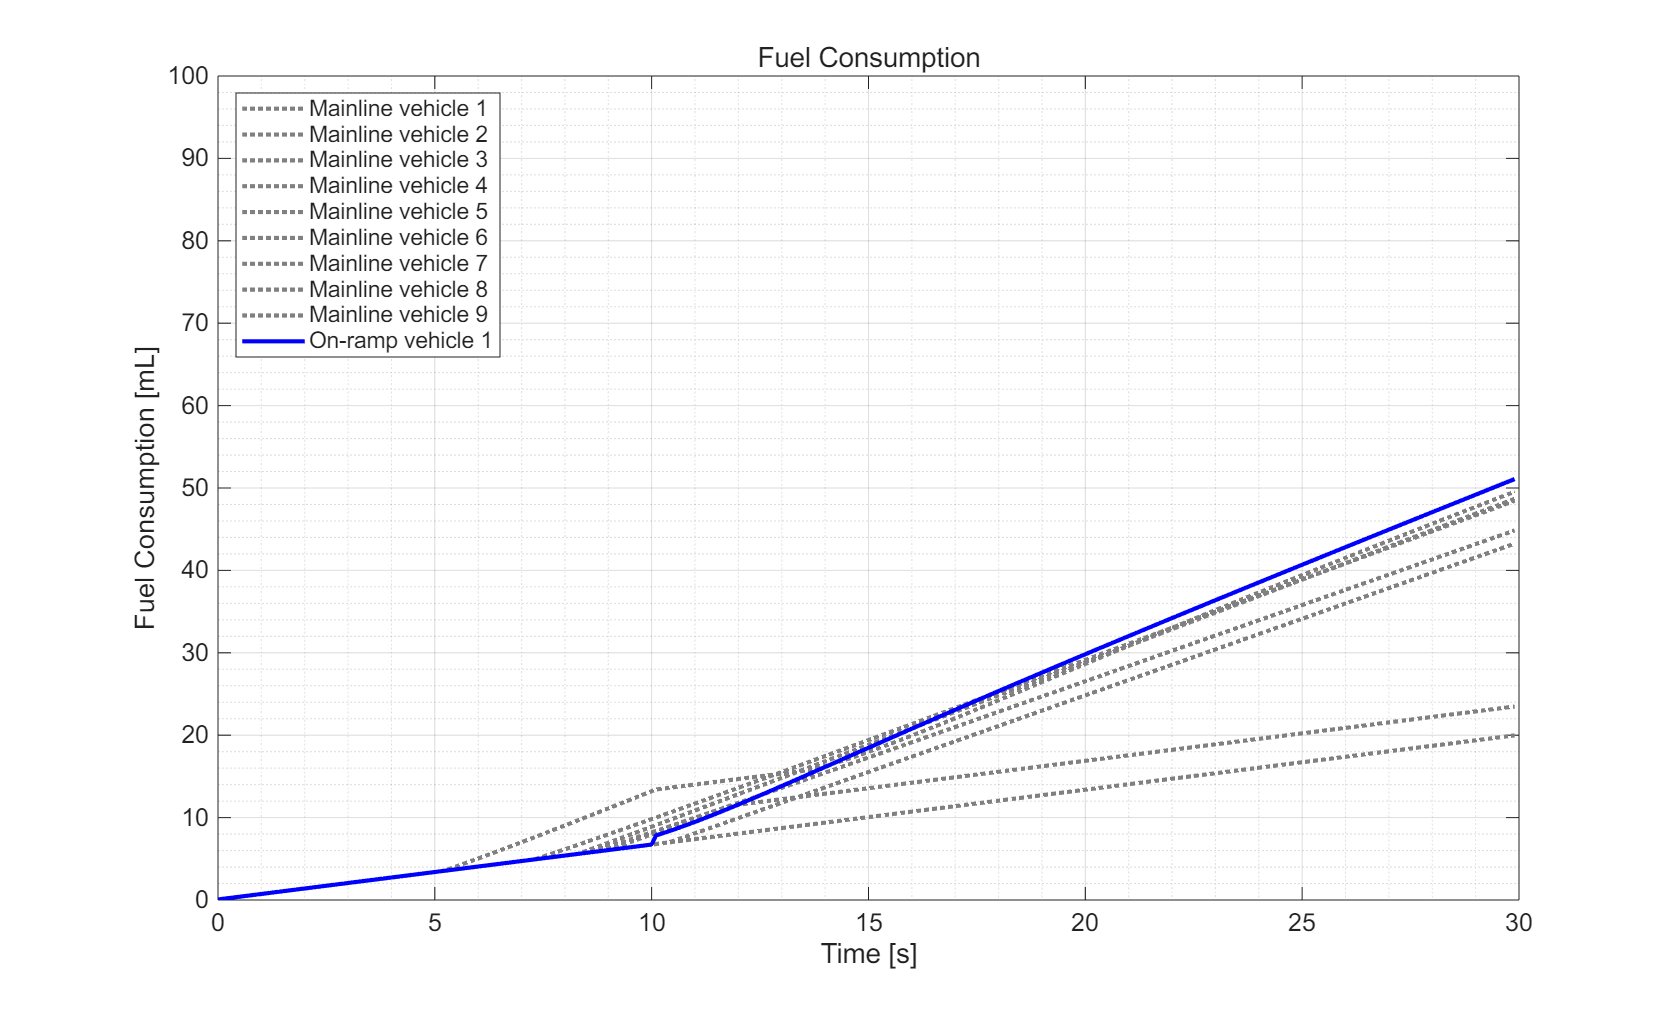 Fuel Consumption
100
90
80
70
60
50
40
30
20
10
0
Fuel Consumption [mL]
Mainline vehicle 1
Mainline vehicle 2
Mainline vehicle 3
Mainline vehicle 4
Mainline vehicle 5
Mainline vehicle 6
Mainline vehicle 7
Mainline vehicle 8
Mainline vehicle 9
On-ramp vehicle 1
0 5 10 15 20 25 30
Time [s]